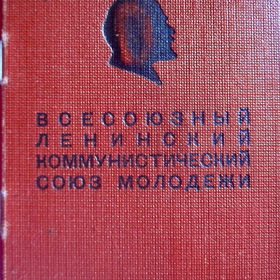 ВСЕСОЮЗНЫЙ
ЛЕНИНСКИЙ
КОММУНИСТИЧЕСКИЙ
СОЮЗ МОЛОДЕЖИ